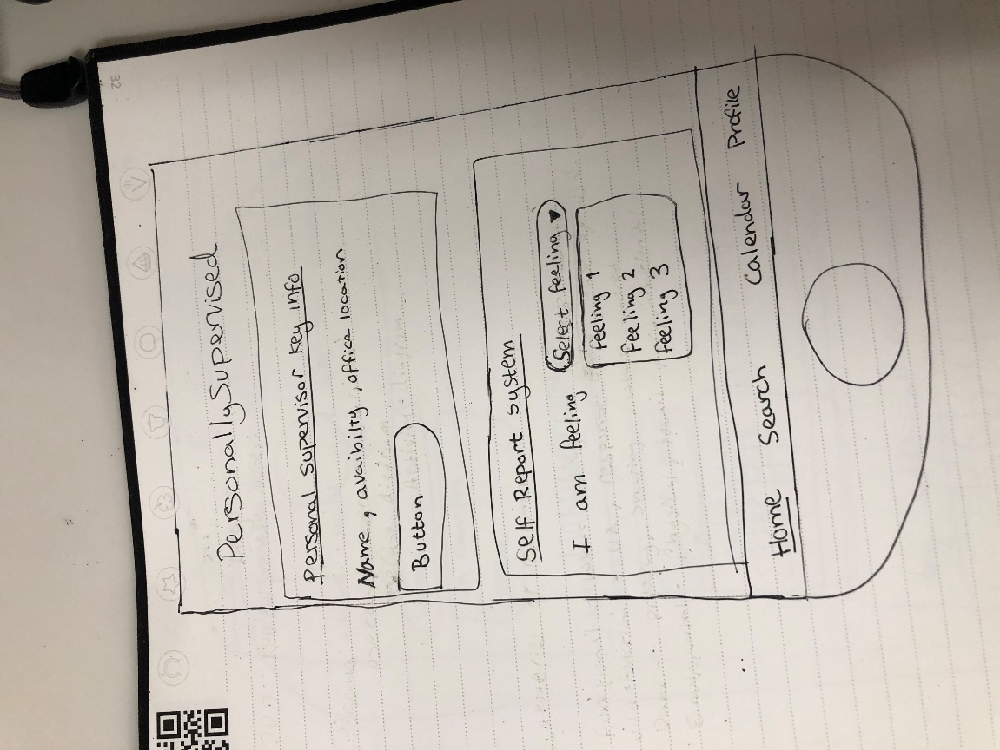 PersonallySupervised
Personal supervisor key info
Name, avaibilty, office location
Button
Self Report system
I am feeling Select feeling
feeling 1
feeling 2
feeling 3
Home Search Calendar Profile
32